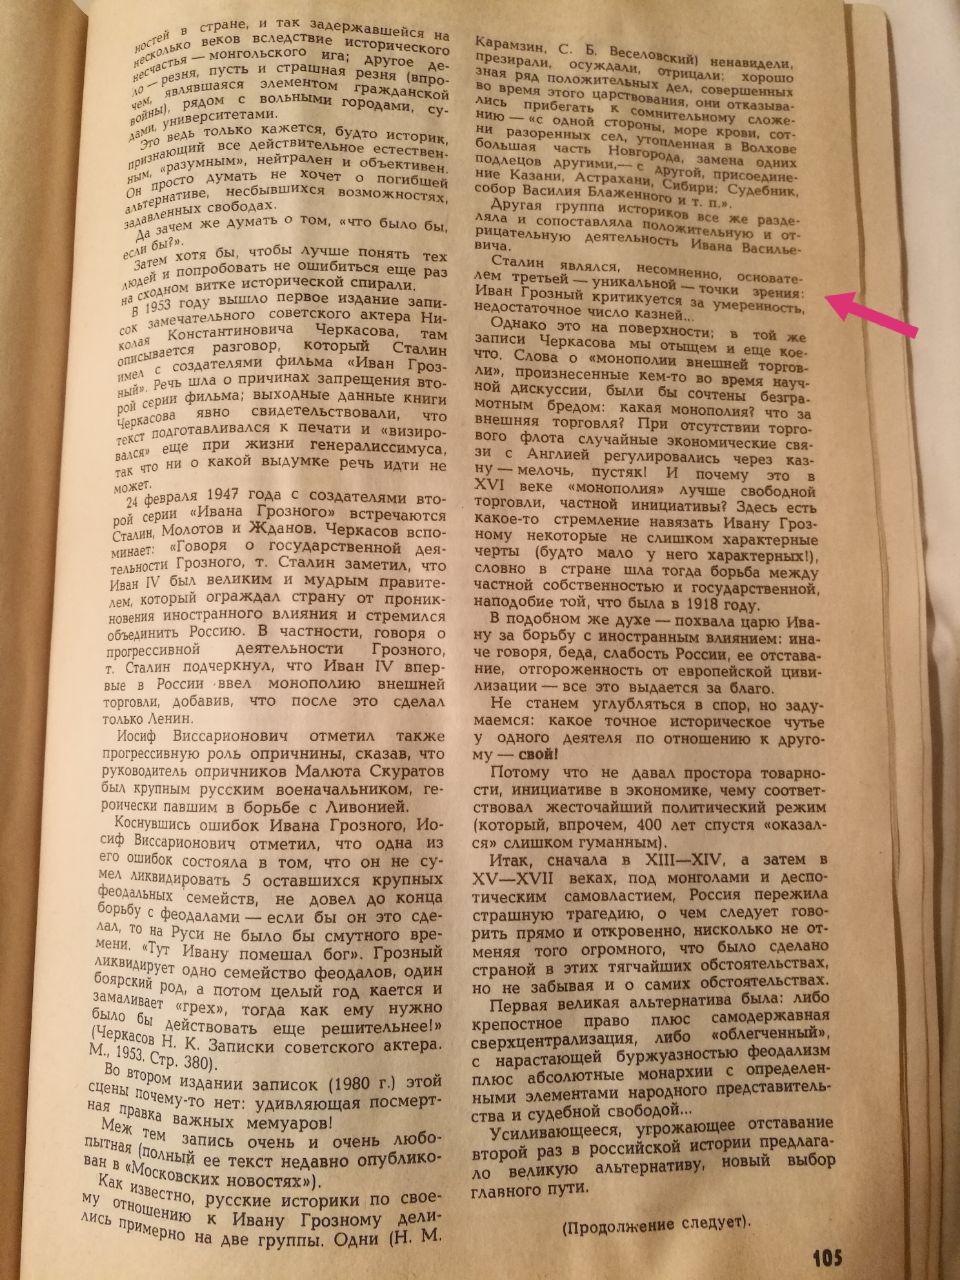 ностей в стране, и так задержавшейся на
несколько веков вследствие исторического
несчастья — монгольского ига; другое де-
ло — резня, пусть и страшная резня (впро-
чем, являвшаяся элементом гражданской
войны), рядом с вольными городами, су-
дами, университетами.
Это ведь только кажется, будто историк,
признающий все действительное естествен-
ным, «разумным», нейтрален и объективен.
Он просто думать не хочет о погибшей
альтернативе, несбывшихся возможностях,
задавленных свободах.
Да зачем же думать о том, «что было бы,
если бы?».
Затем хотя бы, чтобы лучше понять тех
людей и попробовать не ошибиться еще раз
на сходном витке исторической спирали.
В 1953 году вышло первое издание запи-
сок замечательного советского актера Ни-
колая Константиновича Черкасова, там
описывается разговор, который Сталин
имел с создателями фильма «Иван Гроз-
ный». Речь шла о причинах запрещения вто-
рой серии фильма; выходные данные книги
Черкасова явно свидетельствовали, что
текст подготавливался к печати и «визиро-
вался» еще при жизни генералиссимуса,
так что ни о какой выдумке речь идти не
может.
24 февраля 1947 года с создателями вто-
рой серии «Ивана Грозного» встречаются
Сталин, Молотов и Жданов. Черкасов вспо-
минает: «Говоря о государственной дея-
тельности Грозного, т. Сталин заметил, что
Иван IV был великим и мудрым правите-
лем, который ограждал страну от проник-
новения иностранного влияния и стремился
объединить Россию. В частности, говоря о
прогрессивной деятельности Грозного,
т. Сталин подчеркнул, что Иван IV впер-
вые в России ввел монополию внешней
торговли, добавив, что после это сделал
только Ленин.
Иосиф Виссарионович отметил также
прогрессивную роль опричнины, сказав, что
руководитель опричников Малюта Скуратов
был крупным русским военачальником, ге-
роически павшим в борьбе с Ливонией.
Коснувшись ошибок Ивана Грозного, Ио-
сиф Виссарионович отметил, что одна из
его ошибок состояла в том, что он не су-
мел ликвидировать 5 оставшихся крупных
феодальных семейств, не довел до конца
борьбу с феодалами — если бы он это сде-
лал, то на Руси не было бы смутного вре-
мени. «Тут Ивану помешал бог». Грозный
ликвидирует одно семейство феодалов, один
боярский род, а потом целый год кается и
замаливает «грех», тогда как ему нужно
было бы действовать еще решительнее!»
(Черкасов Н. К. Записки советского актера.
М., 1953. Стр. 380).
Во втором издании записок (1980 г.) этой
сцены почему-то нет: удивляющая посмерт-
ная правка важных мемуаров!
Меж тем запись очень и очень любо-
пытная (полный ее текст недавно опублико-
ван в «Московских новостях»).
Как известно, русские историки по свое-
му отношению к Ивану Грозному дели-
лись примерно на две группы. Одни (Н. М.
Карамзин, С. Б. Веселовский) ненавидели,
презирали, осуждали, отрицали; хорошо
зная ряд положительных дел, совершенных
во время этого царствования, они отказыва-
лись прибегать к сомнительному сложе-
нию — «с одной стороны, море крови, сот-
ни разоренных сел, утопленная в Волхове
большая часть Новгорода, замена одних
подлецов другими,— с другой, присоедине-
ние Казани, Астрахани, Сибири; Судебник,
собор Василия Блаженного и т. п.».
Другая группа историков все же разде-
ляла и сопоставляла положительную и от-
рицательную деятельность Ивана Василье-
вича.
Сталин являлся, несомненно, основате-
лем третьей — уникальной — точки зрения:
Иван Грозный критикуется за умеренность,
недостаточное число казней...
Однако это на поверхности; в той же
записи Черкасова мы отыщем и еще кое-
что. Слова о «монополии внешней торгов-
ли», произнесенные кем-то во время науч-
ной дискуссии, были бы сочтены безгра-
мотным бредом: какая монополия? что за
внешняя торговля? При отсутствии торго-
вого флота случайные экономические свя-
зи с Англией регулировались через каз-
ну — мелочь, пустяк! И почему это в
XVI веке «монополия» лучше свободной
торговли, частной инициативы? Здесь есть
какое-то стремление навязать Ивану Гроз-
ному некоторые не слишком характерные
черты (будто мало у него характерных!),
словно в стране шла тогда борьба между
частной собственностью и государственной,
наподобие той, что была в 1918 году.
В подобном же духе — похвала царю Ива-
ну за борьбу с иностранным влиянием: ина-
че говоря, беда, слабость России, ее отстава-
ние, отгороженность от европейской циви-
лизации — все это выдается за благо.
Не станем углубляться в спор, но заду-
маемся: какое точное историческое чутье
у одного деятеля по отношению к друго-
му — свой!
Потому что не давал простора товарно-
сти, инициативе в экономике, чему соответ-
ствовал жесточайший политический режим
(который, впрочем, 400 лет спустя «оказал-
ся» слишком гуманным).
Итак, сначала в XIII—XIV, а затем в
XV—XVII веках, под монголами и деспо-
тическим самовластием, Россия пережила
страшную трагедию, о чем следует гово-
рить прямо и откровенно, нисколько не от-
меняя того огромного, что было сделано
страной в этих тягчайших обстоятельствах,
но не забывая и о самих обстоятельствах.
Первая великая альтернатива была: либо
крепостное право плюс самодержавная
сверхцентрализация, либо «облегченный»,
с нарастающей буржуазностью феодализм
плюс абсолютные монархии с определен-
ными элементами народного представитель-
ства и судебной свободой...
Усиливающееся, угрожающее отставание
второй раз в российской истории предлага-
ло великую альтернативу, новый выбор
главного пути.
(Продолжение следует).
105